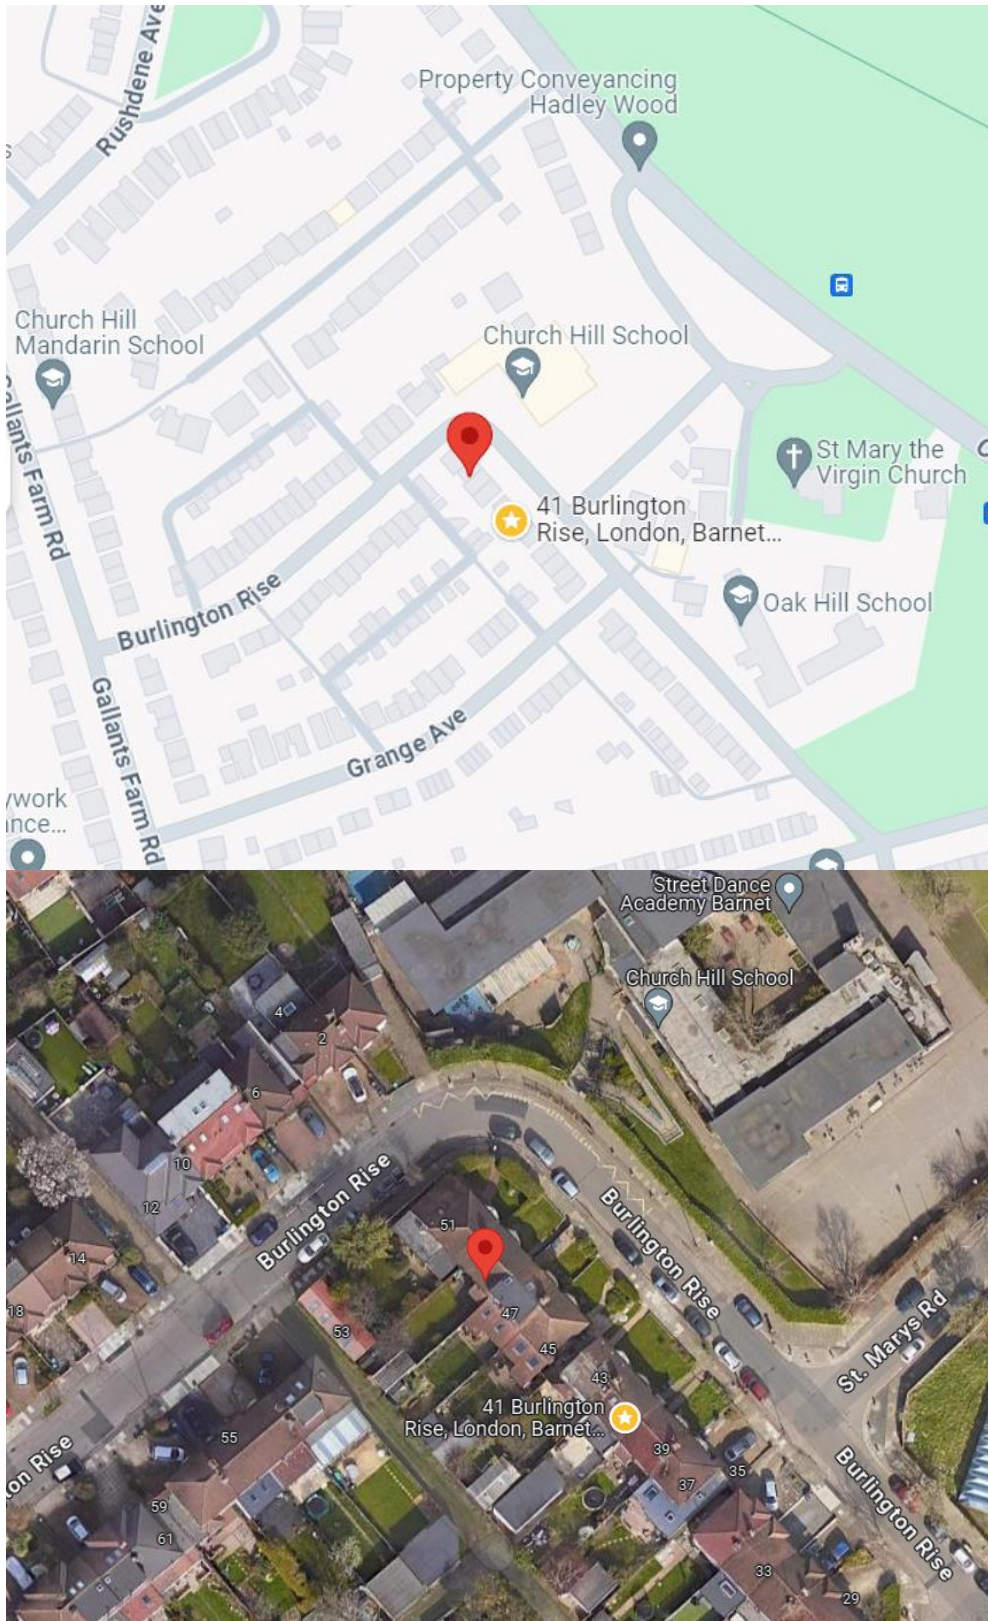 Rushdene Ave
Property Conveyancing
Hadley Wood
Church Hill
Mandarin School
Church Hill School
Gallants Farm Rd
St Mary the
Virgin Church
41 Burlington
Rise, London, Barnet...
Burlington Rise
Oak Hill School
Gallants Farm Rd
Grange Ave
Street Dance
Academy Barnet
Church Hill School
4
2
6
10
12
Burlington Rise
51
Burlington Rise
14
18
47
53
45
St. Marys Rd
43
41 Burlington
Rise, London, Barnet...
55
39
37
35
Burlington Rise
59
61
33
29